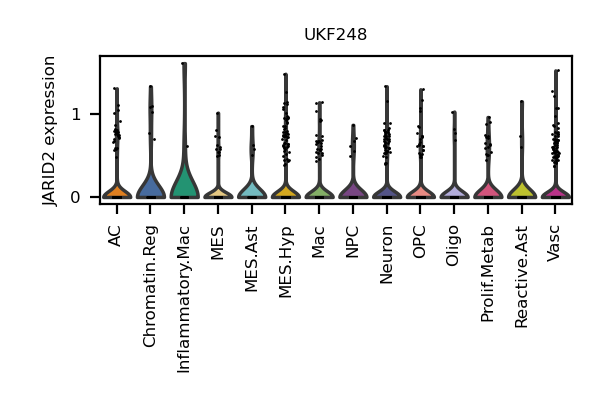 UKF248
JARID2 expression
1
0
AC
Chromatin.Reg
Inflammatory.Mac
MES
MES.Ast
MES.Hyp
Mac
NPC
Neuron
OPC
Oligo
Prolif.Metab
Reactive.Ast
Vasc